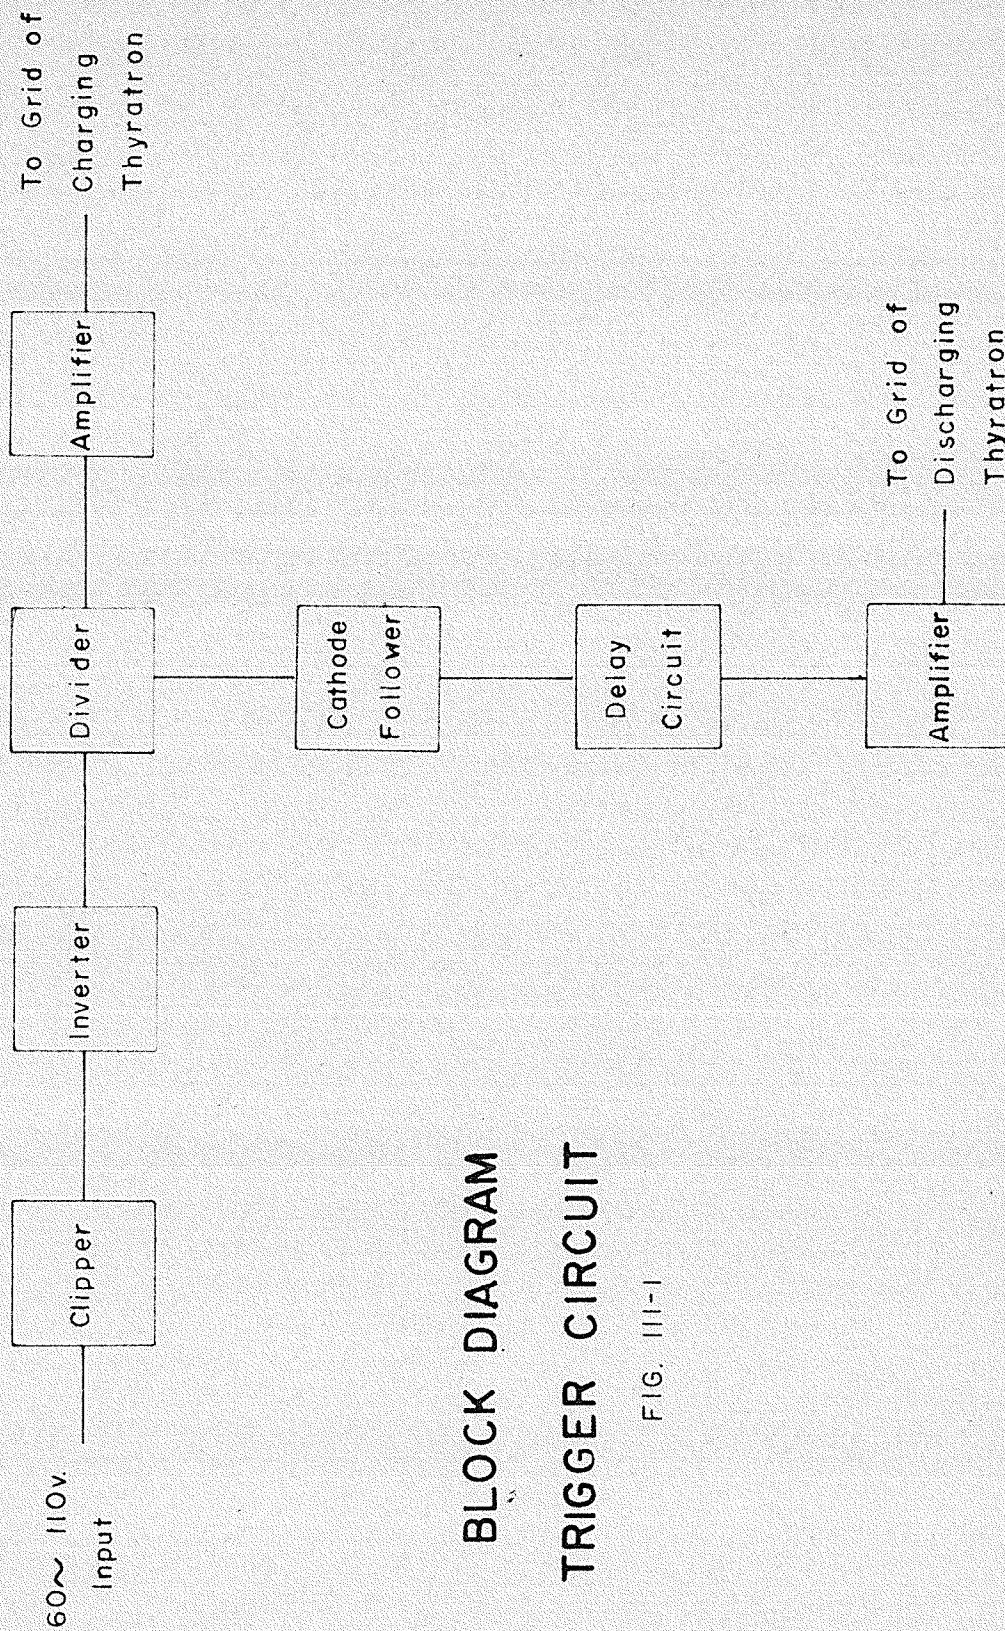 60~ 110v.
Input
Clipper
Inverter
Divider
Amplifier
To Grid of
Charging
Thyratron
Cathode
Follower
Delay
Circuit
Amplifier
To Grid of
Discharging
Thyratron
BLOCK DIAGRAM
TRIGGER CIRCUIT
FIG. III-I